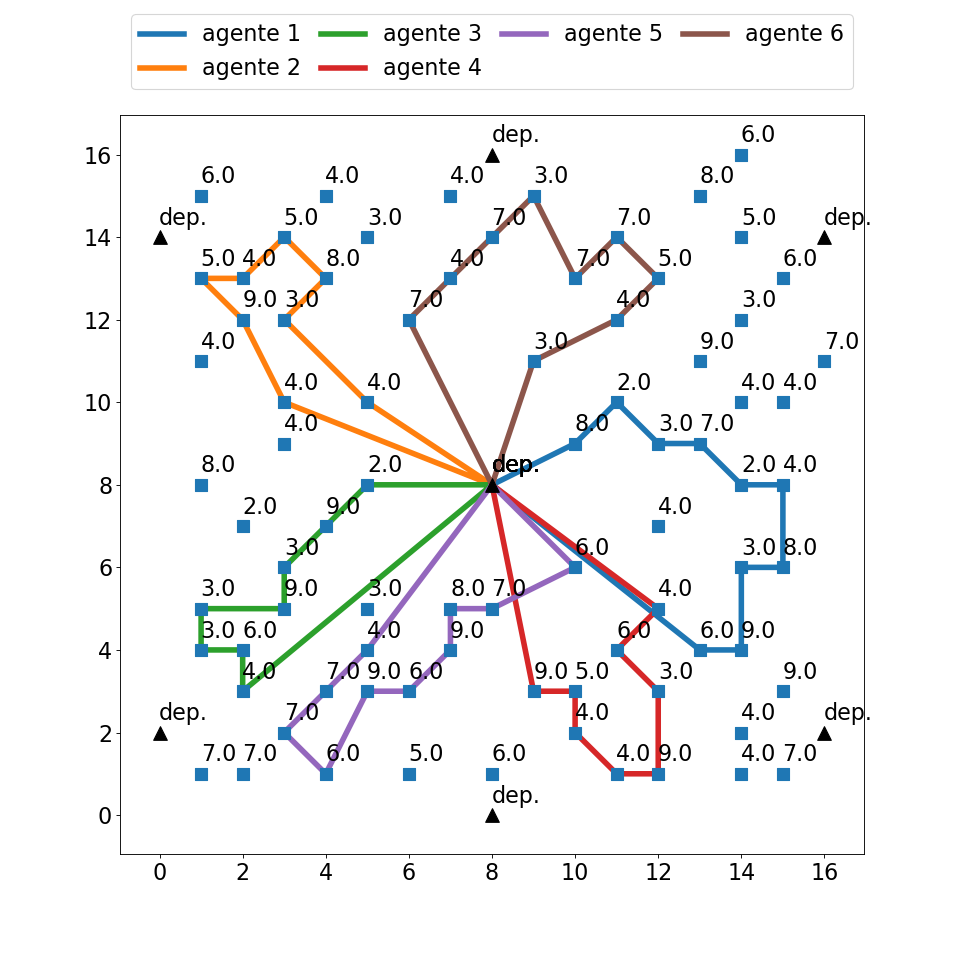 agente 1 agente 3 agente 5 agente 6
agente 2 agente 4
6.0
dep.
6.0 4.0 4.0 3.0 8.0
dep. 5.0 3.0 7.0 7.0 5.0 dep.
5.0 4.0 8.0 4.0 7.0 5.0 6.0
9.0 3.0 7.0 4.0 3.0
4.0 3.0 9.0 7.0
4.0 4.0 2.0 4.0 4.0
4.0 8.0 3.0 7.0
8.0 2.0 dep. 2.0 4.0
2.0 9.0 4.0
3.0 6.0 3.0 8.0
3.0 9.0 3.0 8.0 7.0 4.0
3.0 6.0 4.0 9.0 6.0 6.0 9.0
4.0 7.0 9.0 6.0 9.0 5.0 3.0 9.0
dep. 7.0 4.0 4.0 dep.
7.0 7.0 6.0 5.0 6.0 4.0 9.0 4.0 7.0
dep.
16
14
12
10
8
6
4
2
0
0 2 4 6 8 10 12 14 16